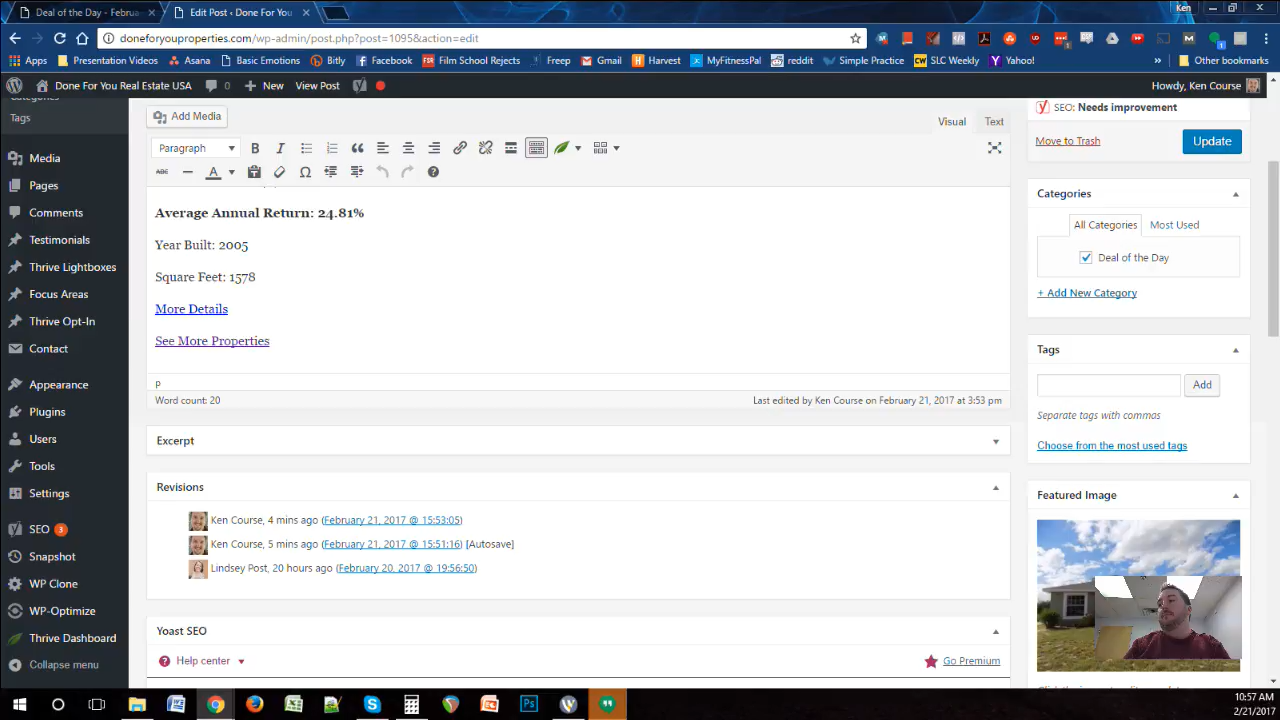 Ken
Deal of the Day - Februa
Edit Post ‹ Done For You
doneforyouproperties.com/wp-admin/post.php?post=1095&action=edit
Apps Presentation Videos Asana Basic Emotions Bitly Facebook Film School Rejects Freep Gmail Harvest MyFitnessPal reddit Simple Practice SLC Weekly Yahoo! » Other bookmarks
Done For You Real Estate USA 0 New View Post Howdy, Ken Course
Categories
Tags
Media
Pages
Comments
Testimonials
Thrive Lightboxes
Focus Areas
Thrive Opt-In
Contact
Appearance
Plugins
Users
Tools
Settings
SEO 3
Snapshot
WP Clone
WP-Optimize
Thrive Dashboard
Collapse menu
Add Media
Visual Text
Paragraph
Average Annual Return: 24.81%
Year Built: 2005
Square Feet: 1578
More Details
See More Properties
p
Word count: 20
Last edited by Ken Course on February 21, 2017 at 3:53 pm
Excerpt
Revisions
Ken Course, 4 mins ago (February 21, 2017 @ 15:53:05)
Ken Course, 5 mins ago (February 21, 2017 @ 15:51:16) [Autosave]
Lindsey Post, 20 hours ago (February 20, 2017 @ 19:56:50)
Yoast SEO
Help center
Go Premium
SEO: Needs improvement
Move to Trash
Update
Categories
All Categories Most Used
Deal of the Day
+ Add New Category
Tags
Add
Separate tags with commas
Choose from the most used tags
Featured Image
10:57 AM
2/21/2017